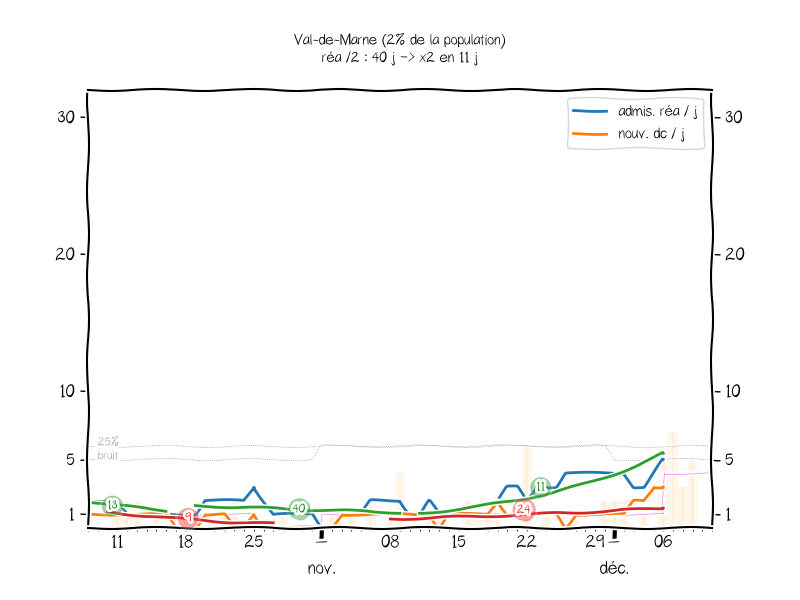 Val-de-Marne (2% de la population)
réa /2 : 40 j -> x2 en 11 j
admis. réa / j
nouv. dc / j
30
30
20
20
10
10
25%
bruit
5
5
13
9
40
24
11
1
1
11 18 25 1 08 15 22 29 1 06
nov. déc.